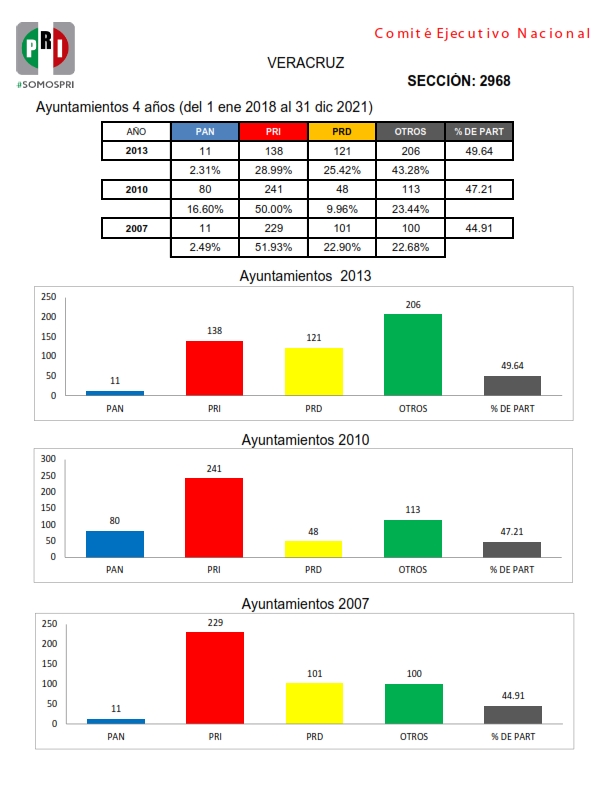 Comité Ejecutivo Nacional
PRI
#SOMOSPRI
VERACRUZ
SECCIÓN: 2968
Ayuntamientos 4 años (del 1 ene 2018 al 31 dic 2021)
AÑO PAN PRI PRD OTROS % DE PART
2013 11 138 121 206 49.64
2.31% 28.99% 25.42% 43.28%
2010 80 241 48 113 47.21
16.60% 50.00% 9.96% 23.44%
2007 11 229 101 100 44.91
2.49% 51.93% 22.90% 22.68%
Ayuntamientos 2013
250
200
150
100
50
0
11 138 121 206 49.64
PAN PRI PRD OTROS % DE PART
Ayuntamientos 2010
300
250
200
150
100
50
0
80 241 48 113 47.21
PAN PRI PRD OTROS % DE PART
Ayuntamientos 2007
250
200
150
100
50
0
11 229 101 100 44.91
PAN PRI PRD OTROS % DE PART